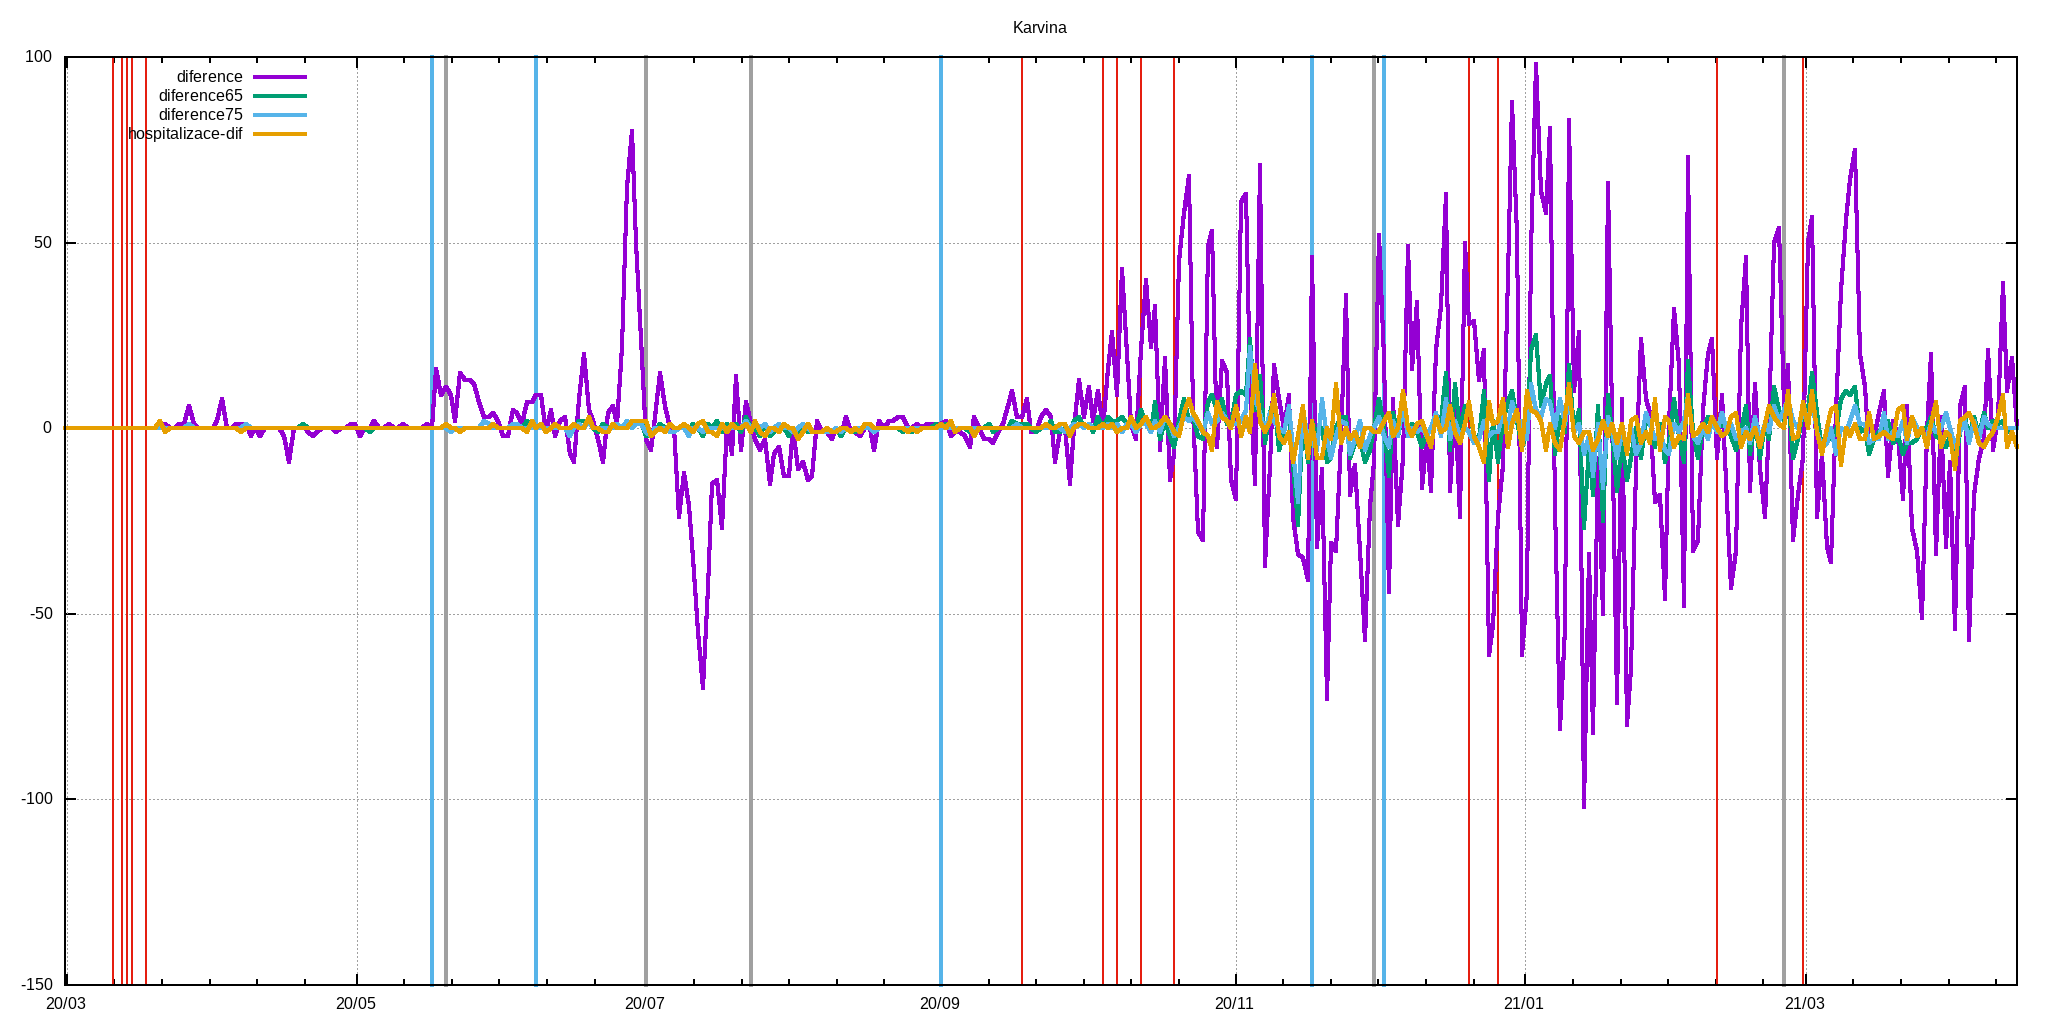 Karvina
100
50
0
-50
-100
-150
diference
diference65
diference75
hospitalizace-dif
20/03 20/05 20/07 20/09 20/11 21/01 21/03